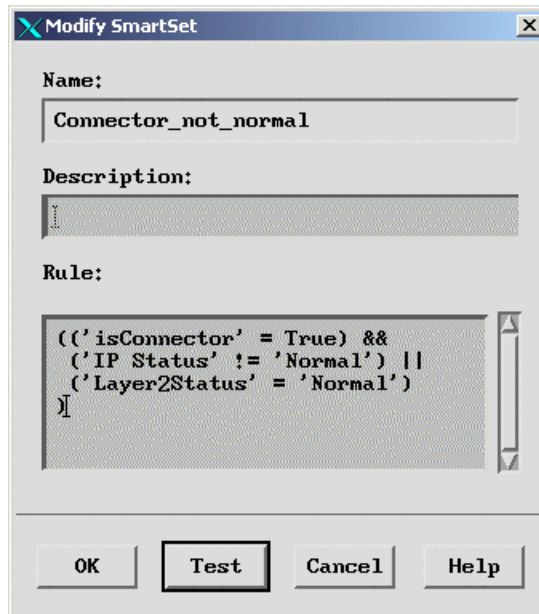 Modify SmartSet
Name:
Connector_not_normal
Description:
Rule:
(('isConnector' = True) &&
('IP Status' != 'Normal') ||
('Layer2Status' = 'Normal')
)
OK Test Cancel Help